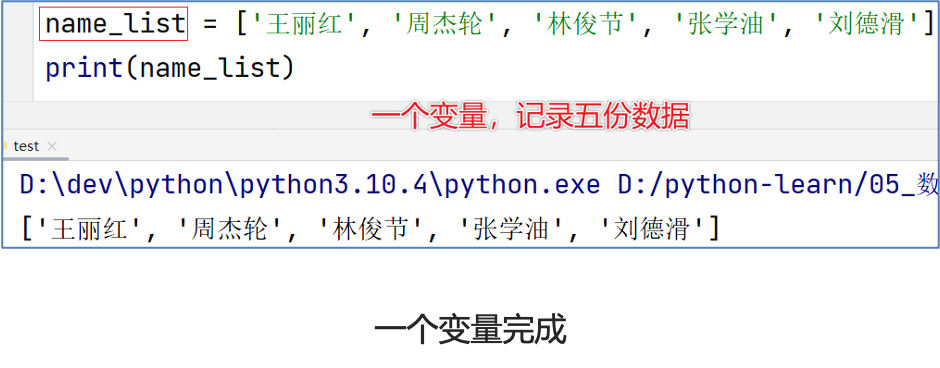 name_list = ['王丽红', '周杰轮', '林俊节', '张学油', '刘德滑']
print(name_list)
一个变量，记录五份数据
test ×
D:\dev\python\python3.10.4\python.exe D:/python-learn/05_数
['王丽红', '周杰轮', '林俊节', '张学油', '刘德滑']
一个变量完成